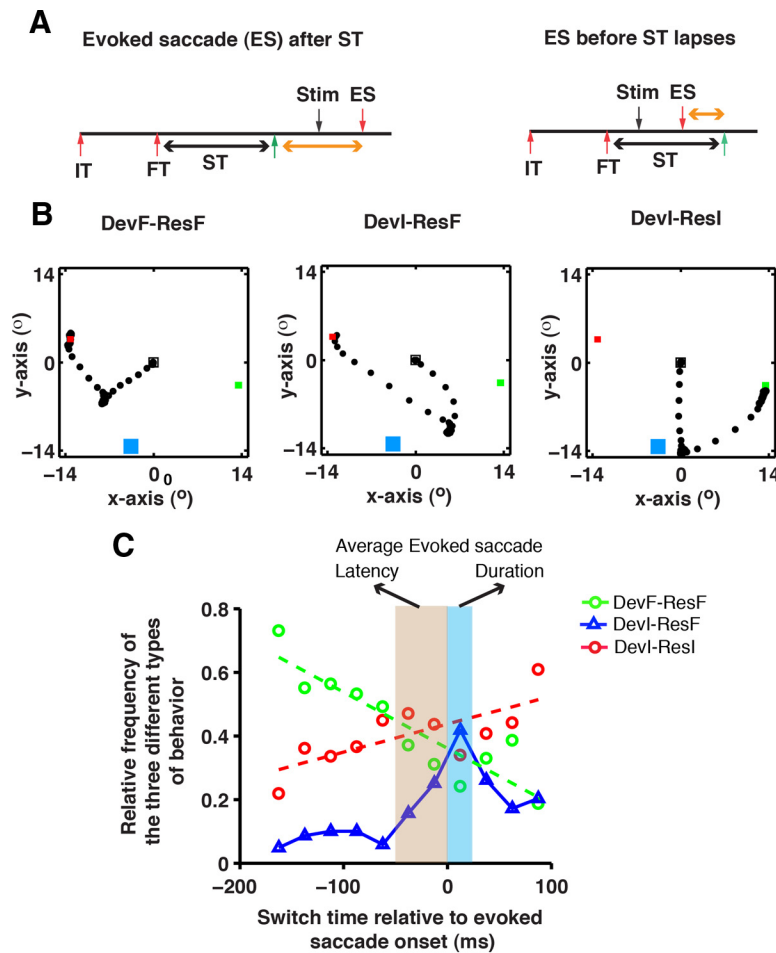 A
Evoked saccade (ES) after ST
ES before ST lapses
Stim ES
IT FT ST
Stim ES
IT FT ST
B
DevF-ResF
DevI-ResF
DevI-ResI
14
0
−14
y-axis (o)
−14 0 0 14
x-axis (o)
14
0
−14
y-axis (o)
−14 0 14
x-axis (o)
14
0
−14
y-axis (o)
−14 0 14
x-axis (o)
C
Average Evoked saccade
Latency Duration
DevF-ResF
DevI-ResF
DevI-ResI
Relative frequency of
the three different types
of behavior
0.8
0.6
0.4
0.2
0
−200 −100 0 100
Switch time relative to evoked
saccade onset (ms)